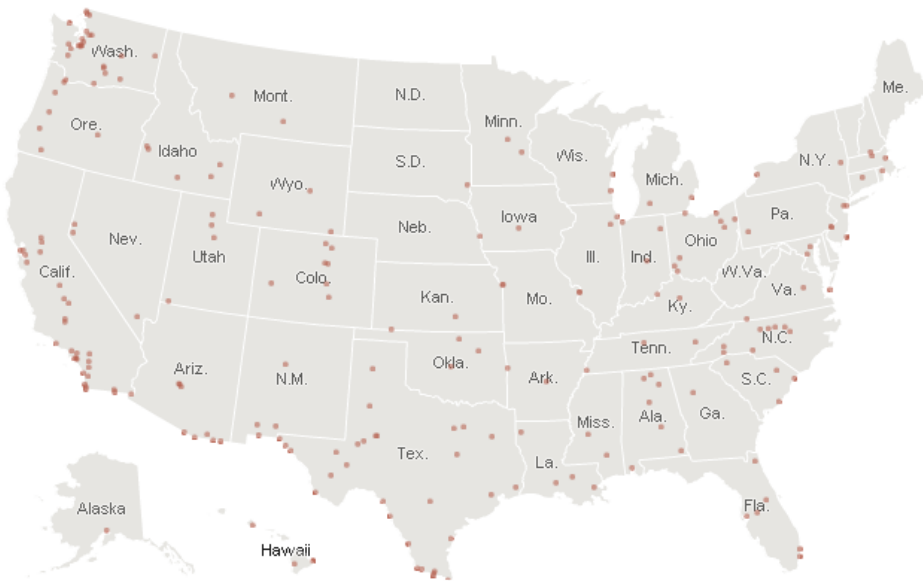 Wash.
Mont.
N.D.
Minn.
Me.
Ore.
Idaho
S.D.
Wis.
Mich.
N.Y.
Wyo.
Iowa
Pa.
Nev.
Utah
Neb.
Ill.
Ind.
Ohio
Calif.
Colo.
Kan.
Mo.
W.Va.
Va.
Ky.
Ariz.
N.M.
Okla.
Ark.
Tenn.
N.C.
S.C.
Tex.
La.
Miss.
Ala.
Ga.
Alaska
Hawaii
Fla.